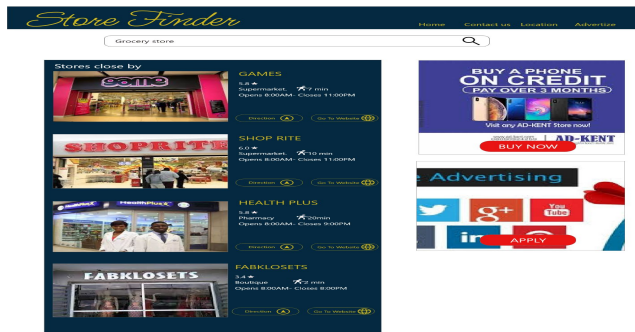 Store Finder
Home Contact us Location Advertize
Grocery store
Stores close by
game
GAMES
5.8 ★
Supermarket. 7 min
Opens 8:00AM- Closes 11:00PM
Direction Go To Website
SHOPRITE
SHOP RITE
6.0 ★
Supermarket. 10 min
Opens 8:00AM- Closes 11:00PM
Direction Go To Website
HealthPlus
HEALTH PLUS
5.8 ★
Pharmacy 20min
Opens 8:00AM- Closes 9:00PM
Direction Go To Website
FABKLOSETS
FABKLOSETS
3.4 ★
Boutique 2 min
Opens 8:00AM- Closes 8:00PM
Direction Go To Website
BUY A PHONE
ON CREDIT
PAY OVER 3 MONTHS
Visit any AD-KENT Store now!
AD-KENT
BUY NOW
e Advertising
g+
You
Tube
in
APPLY